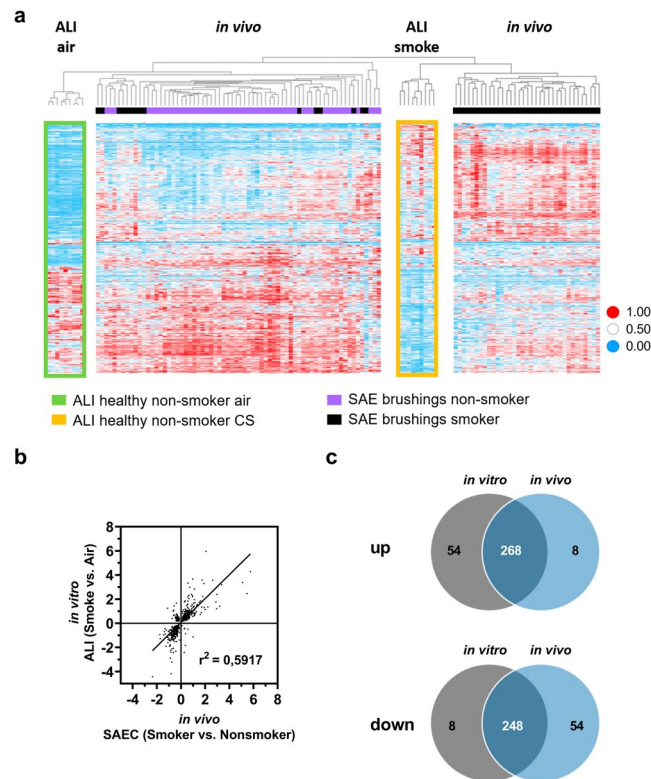 a
ALI air
in vivo
ALI smoke
in vivo
1.00
0.50
0.00
ALI healthy non-smoker air
ALI healthy non-smoker CS
SAE brushings non-smoker
SAE brushings smoker
b
in vitro
ALI (Smoke vs. Air)
8
6
4
2
0
-2
-4
r² = 0,5917
-4 -2 0 2 4 6 8
in vivo
SAEC (Smoker vs. Nonsmoker)
c
in vitro in vivo
up
54 268 8
in vitro in vivo
down
8 248 54